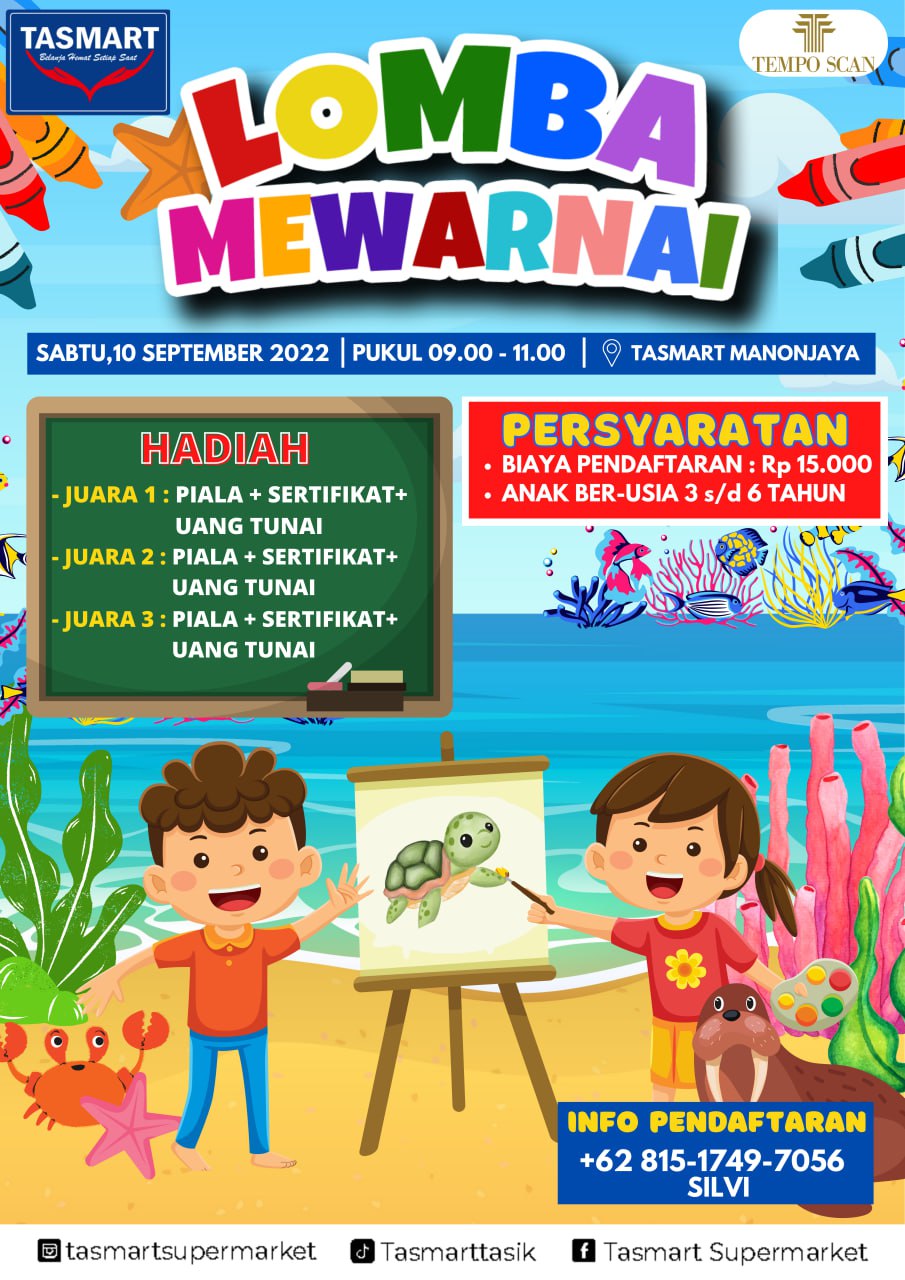 TASMART
Belanja Hemat Setiap Saat
TEMPO SCAN
LOMBA
MEWARNAI
SABTU,10 SEPTEMBER 2022 | PUKUL 09.00 - 11.00 | TASMART MANONJAYA
HADIAH
- JUARA 1 : PIALA + SERTIFIKAT+
UANG TUNAI
- JUARA 2 : PIALA + SERTIFIKAT+
UANG TUNAI
- JUARA 3 : PIALA + SERTIFIKAT+
UANG TUNAI
PERSYARATAN
• BIAYA PENDAFTARAN : Rp 15.000
• ANAK BER-USIA 3 s/d 6 TAHUN
INFO PENDAFTARAN
+62 815-1749-7056
SILVI
tasmartsupermarket Tasmarttasik Tasmart Supermarket